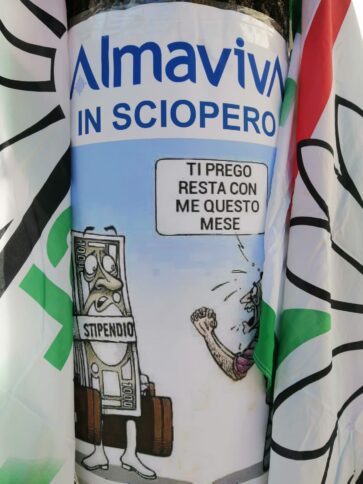 AlmavivA
IN SCIOPERO
TI PREGO
RESTA CON
ME QUESTO
MESE
STIPENDIO